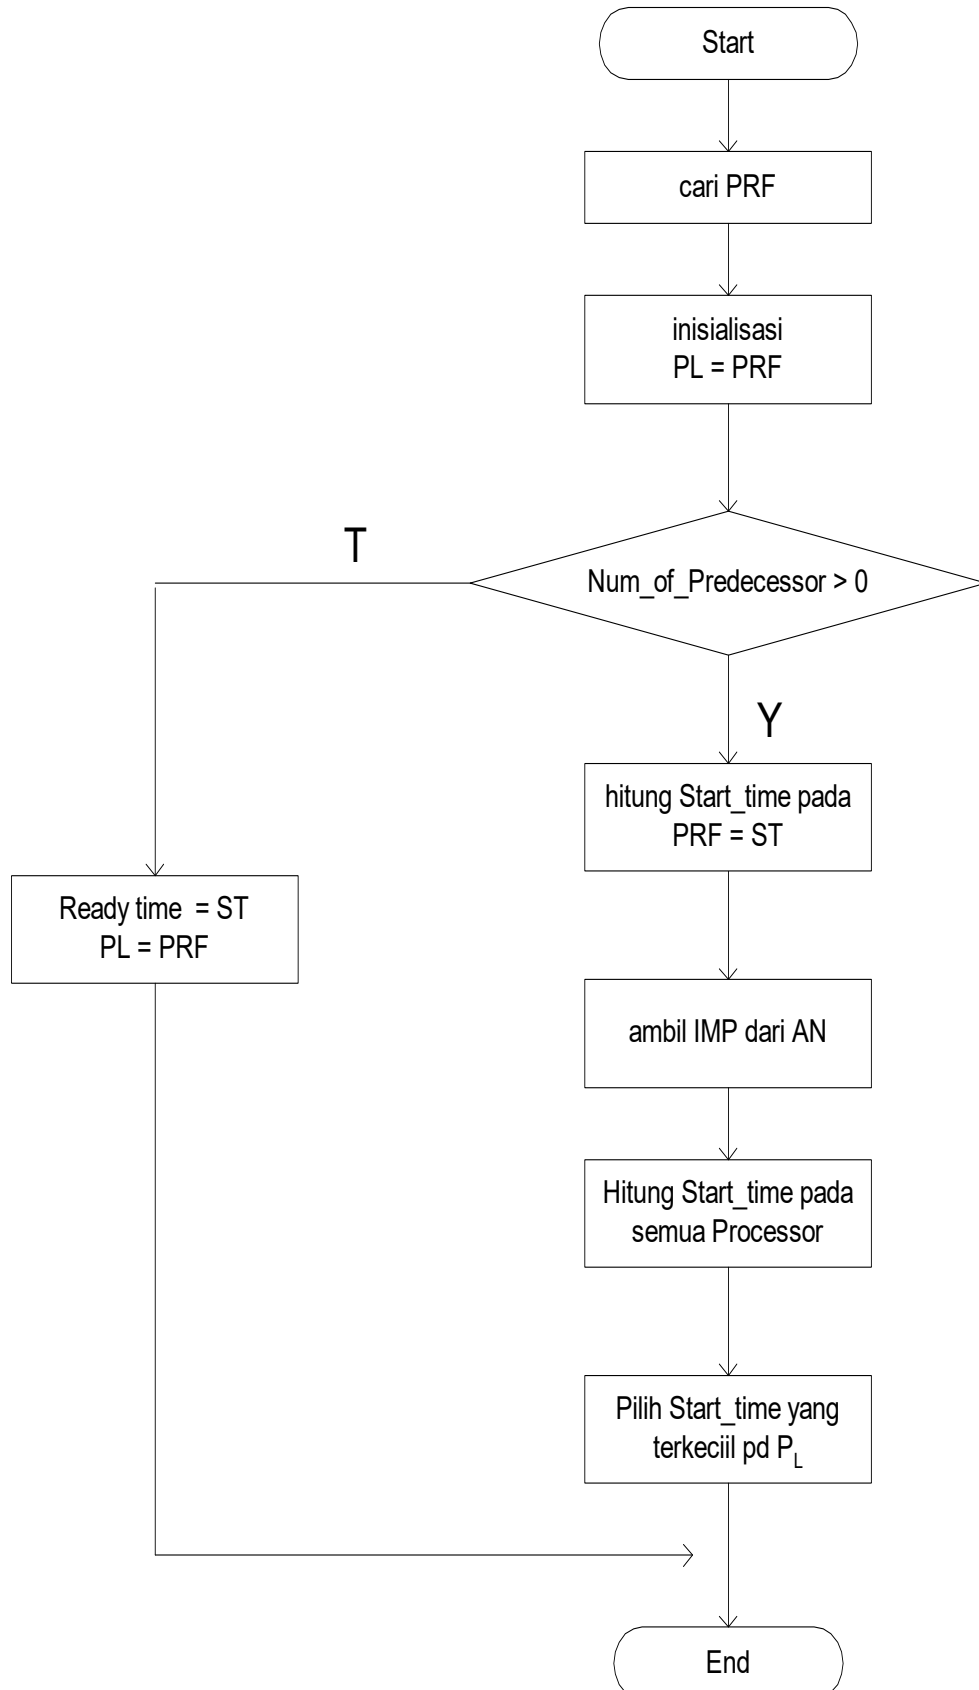 Start
cari PRF
inisialisasi
PL = PRF
T
Num_of_Predecessor > 0
Y
hitung Start_time pada
PRF = ST
Ready time = ST
PL = PRF
ambil IMP dari AN
Hitung Start_time pada
semua Processor
Pilih Start_time yang
terkeciil pd P_L
End